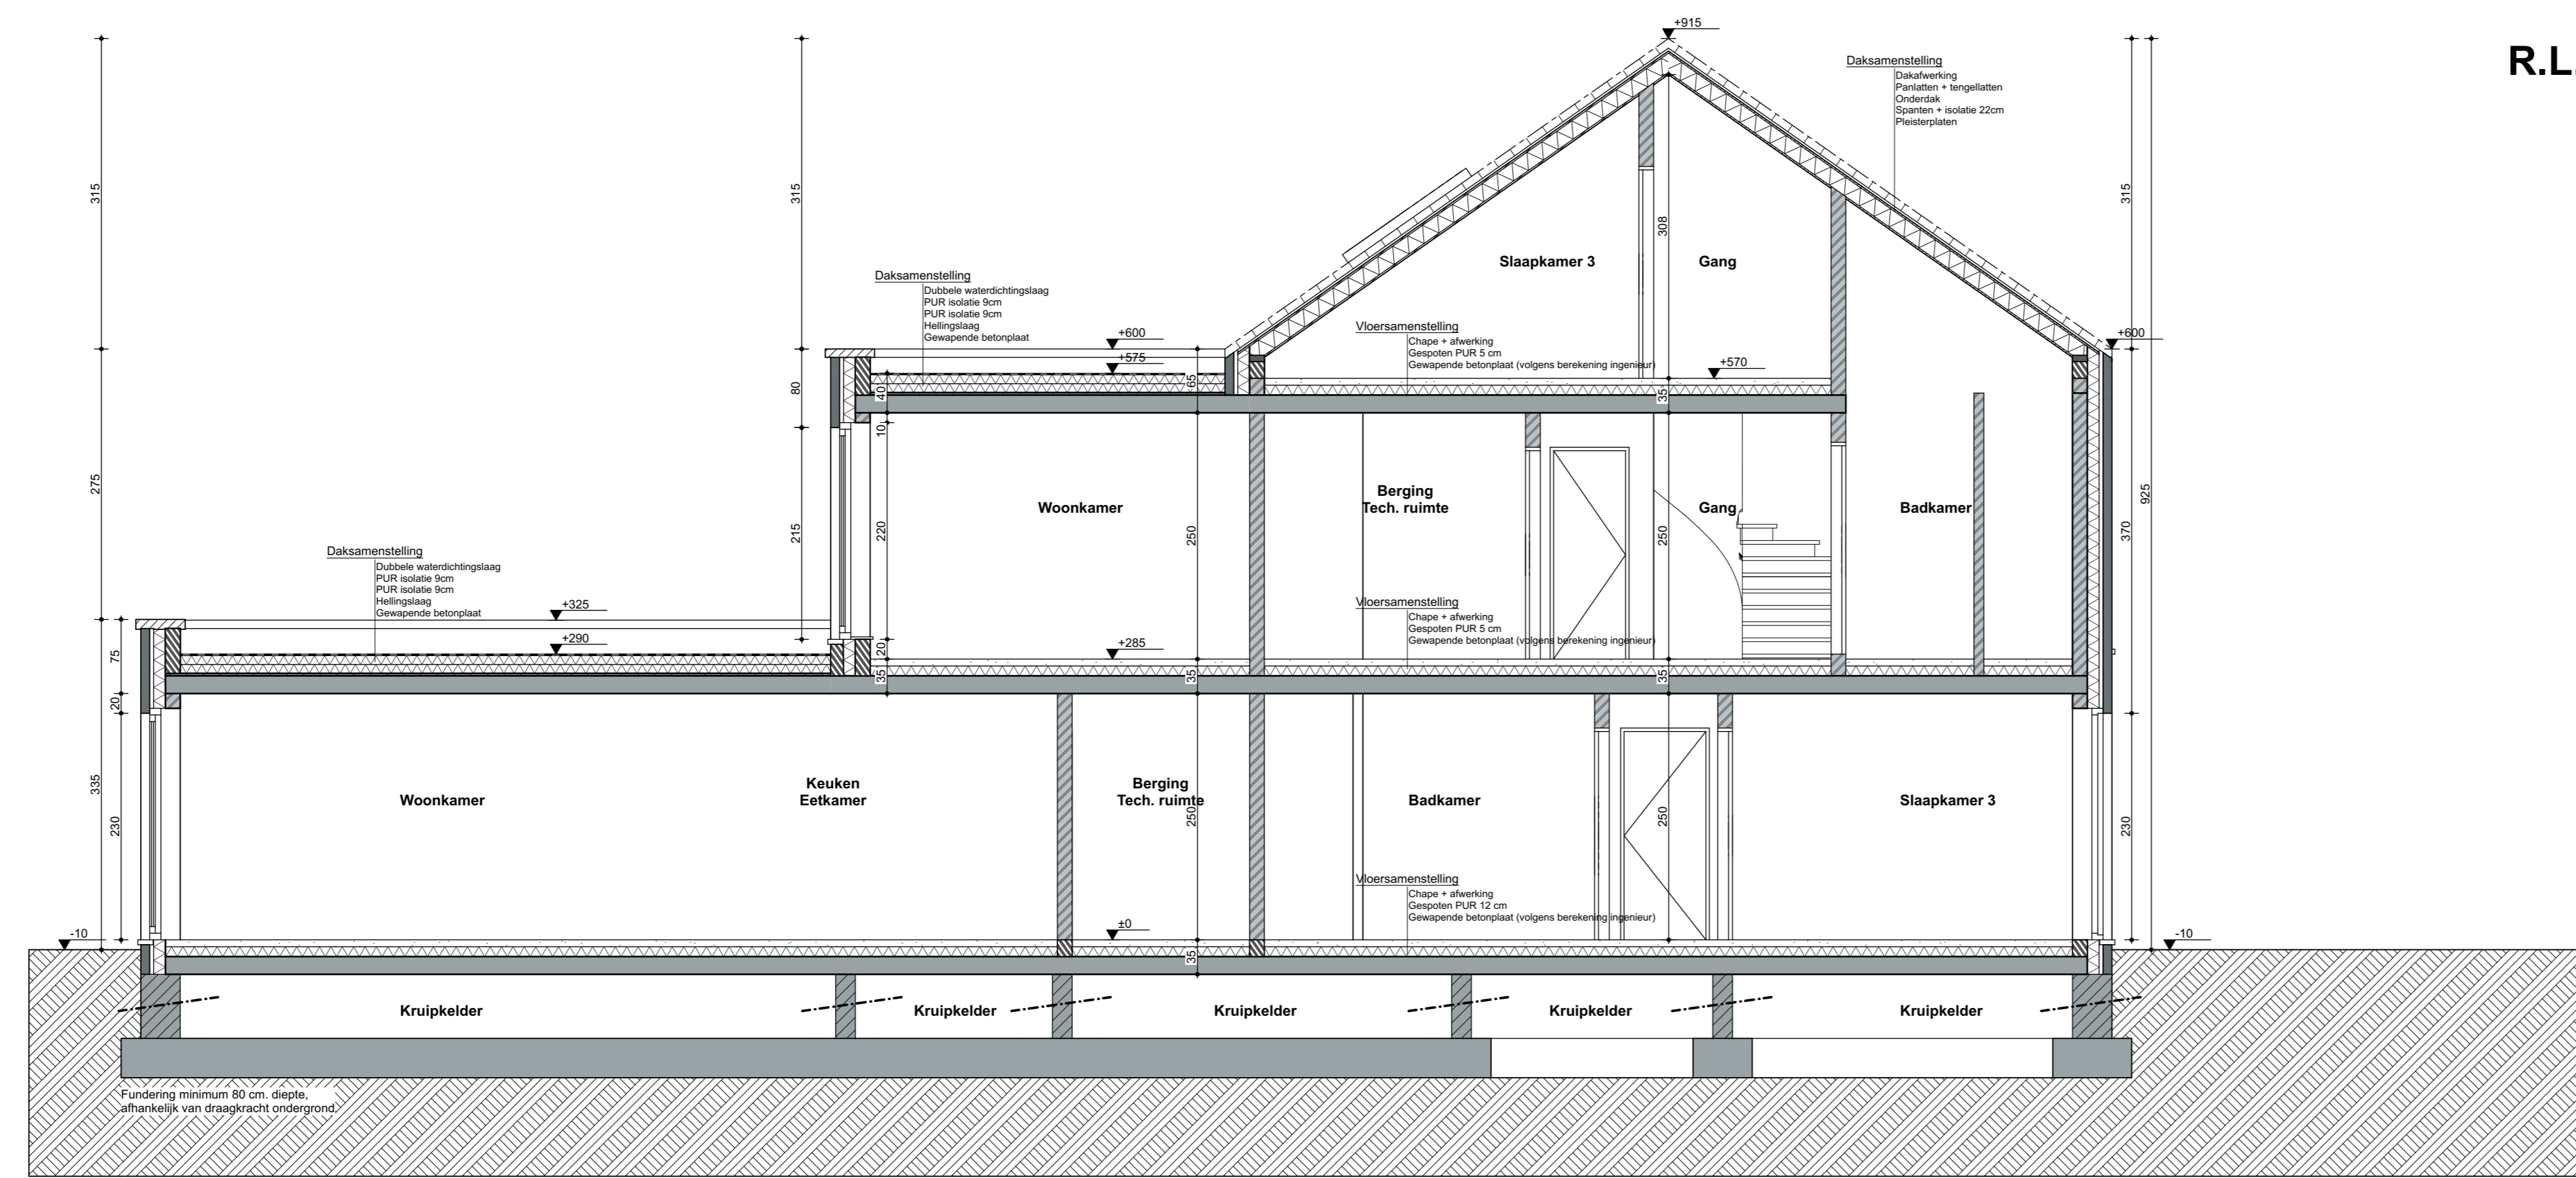 +915
R.L.
Daksamenstelling
Dakafwerking
Panlatten + tengellatten
Onderdak
Spanten + isolatie 22cm
Pleisterplaten
315
315
308
315
Slaapkamer 3
Gang
Daksamenstelling
Dubbele waterdichtingslaag
PUR isolatie 9cm
PUR isolatie 9cm
Hellingslaag
Gewapende betonplaat
+600
+575
Vloersamenstelling
Chape + afwerking
Gespoten PUR 5 cm
Gewapende betonplaat (volgens berekening ingenieur)
+570
+600
80
40
65
35
10
275
215
220
250
250
370
925
Woonkamer
Berging
Tech. ruimte
Gang
Badkamer
Daksamenstelling
Dubbele waterdichtingslaag
PUR isolatie 9cm
PUR isolatie 9cm
Hellingslaag
Gewapende betonplaat
+325
+290
+285
Vloersamenstelling
Chape + afwerking
Gespoten PUR 5 cm
Gewapende betonplaat (volgens berekening ingenieur)
75
20
20
35
35
35
335
230
250
250
230
Woonkamer
Keuken
Eetkamer
Berging
Tech. ruimte
Badkamer
Slaapkamer 3
Vloersamenstelling
Chape + afwerking
Gespoten PUR 12 cm
Gewapende betonplaat (volgens berekening ingenieur)
-10
±0
-10
35
Kruipkelder
Kruipkelder
Kruipkelder
Kruipkelder
Kruipkelder
Fundering minimum 80 cm. diepte,
afhankelijk van draagkracht ondergrond.